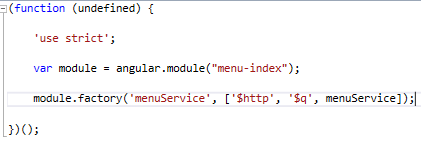 (function (undefined) {
'use strict';
var module = angular.module("menu-index");
module.factory('menuService', ['$http', '$q', menuService]);
})();